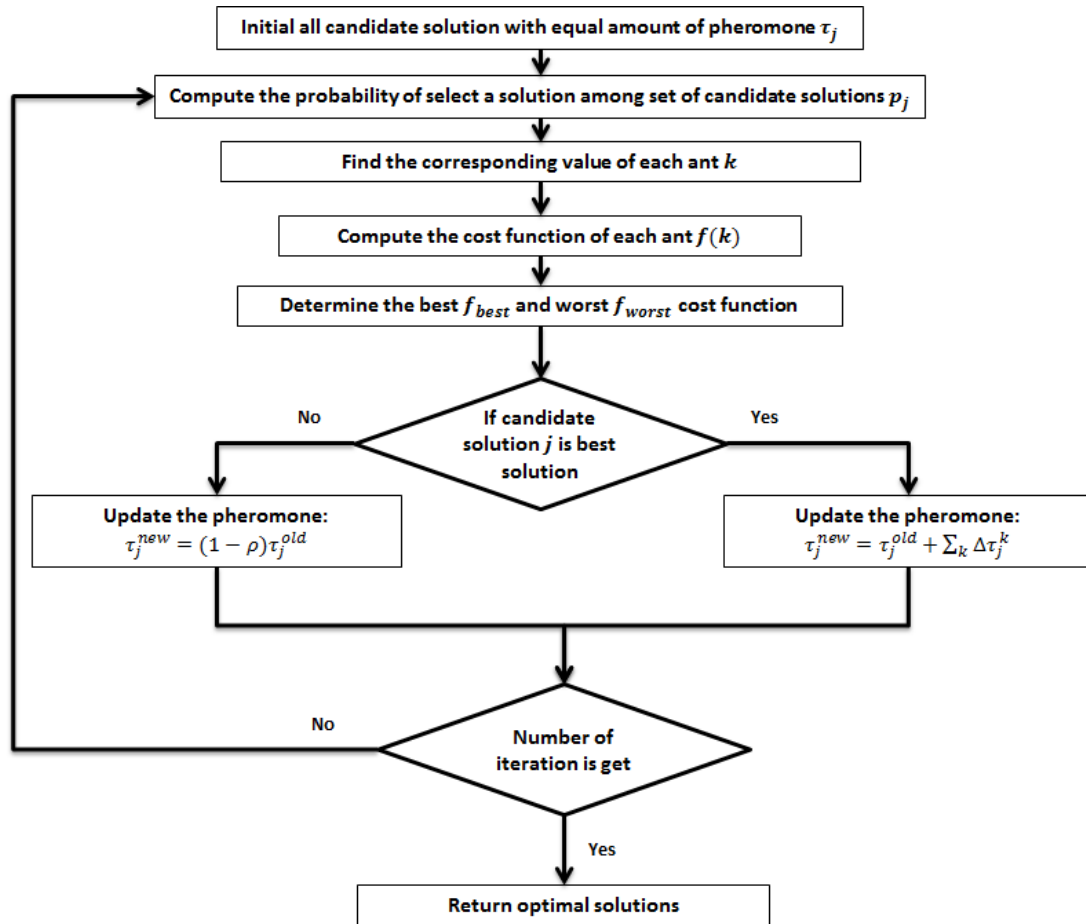 Initial all candidate solution with equal amount of pheromone τ_j
Compute the probability of select a solution among set of candidate solutions p_j
Find the corresponding value of each ant k
Compute the cost function of each ant f(k)
Determine the best f_best and worst f_worst cost function
No
If candidate
solution j is best
solution
Yes
Update the pheromone:
τ_j^new = (1 − ρ)τ_j^old
Update the pheromone:
τ_j^new = τ_j^old + ∑_k Δτ_j^k
No
Number of
iteration is get
Yes
Return optimal solutions